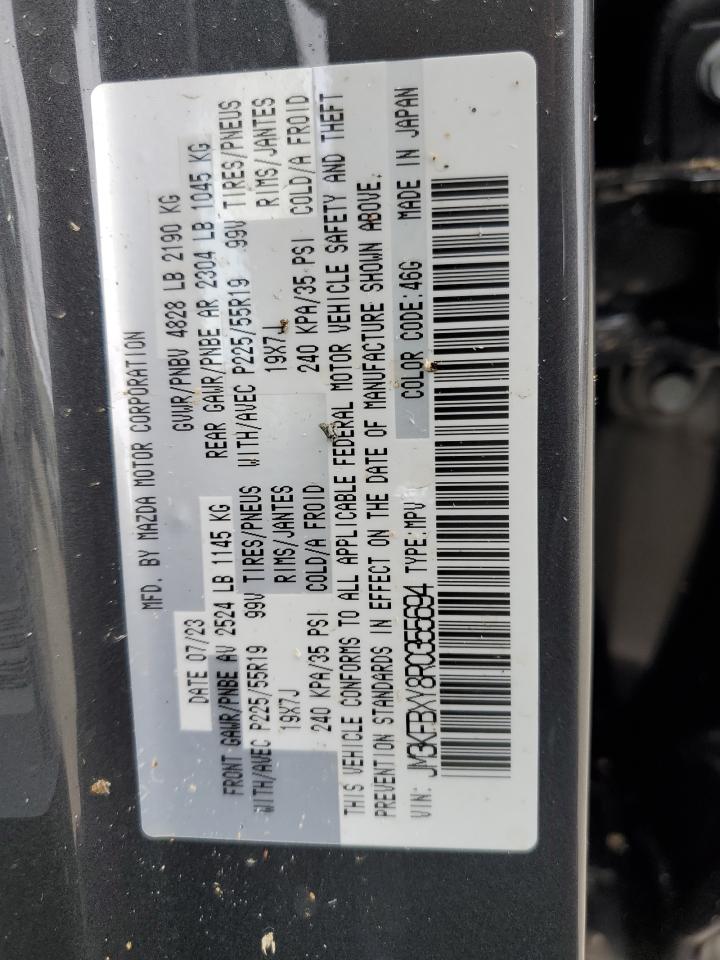 MFD. BY MAZDA MOTOR CORPORATION
DATE 07/23 GVWR/PNBV 4828 LB 2190 KG
FRONT GAWR/PNBE AV 2524 LB 1145 KG REAR GAWR/PNBE AR 2304 LB 1045 KG
WITH/AVEC P225/55R19 99V TIRES/PNEUS WITH/AVEC P225/55R19 99V TIRES/PNEUS
19X7J RIMS/JANTES 19X7J RIMS/JANTES
240 KPA/35 PSI COLD/A FROID 240 KPA/35 PSI COLD/A FROID
THIS VEHICLE CONFORMS TO ALL APPLICABLE FEDERAL MOTOR VEHICLE SAFETY AND THEFT
PREVENTION STANDARDS IN EFFECT ON THE DATE OF MANUFACTURE SHOWN ABOVE.
VIN: JM3KFBXY8R0355694 TYPE:MPV COLOR CODE:46G MADE IN JAPAN